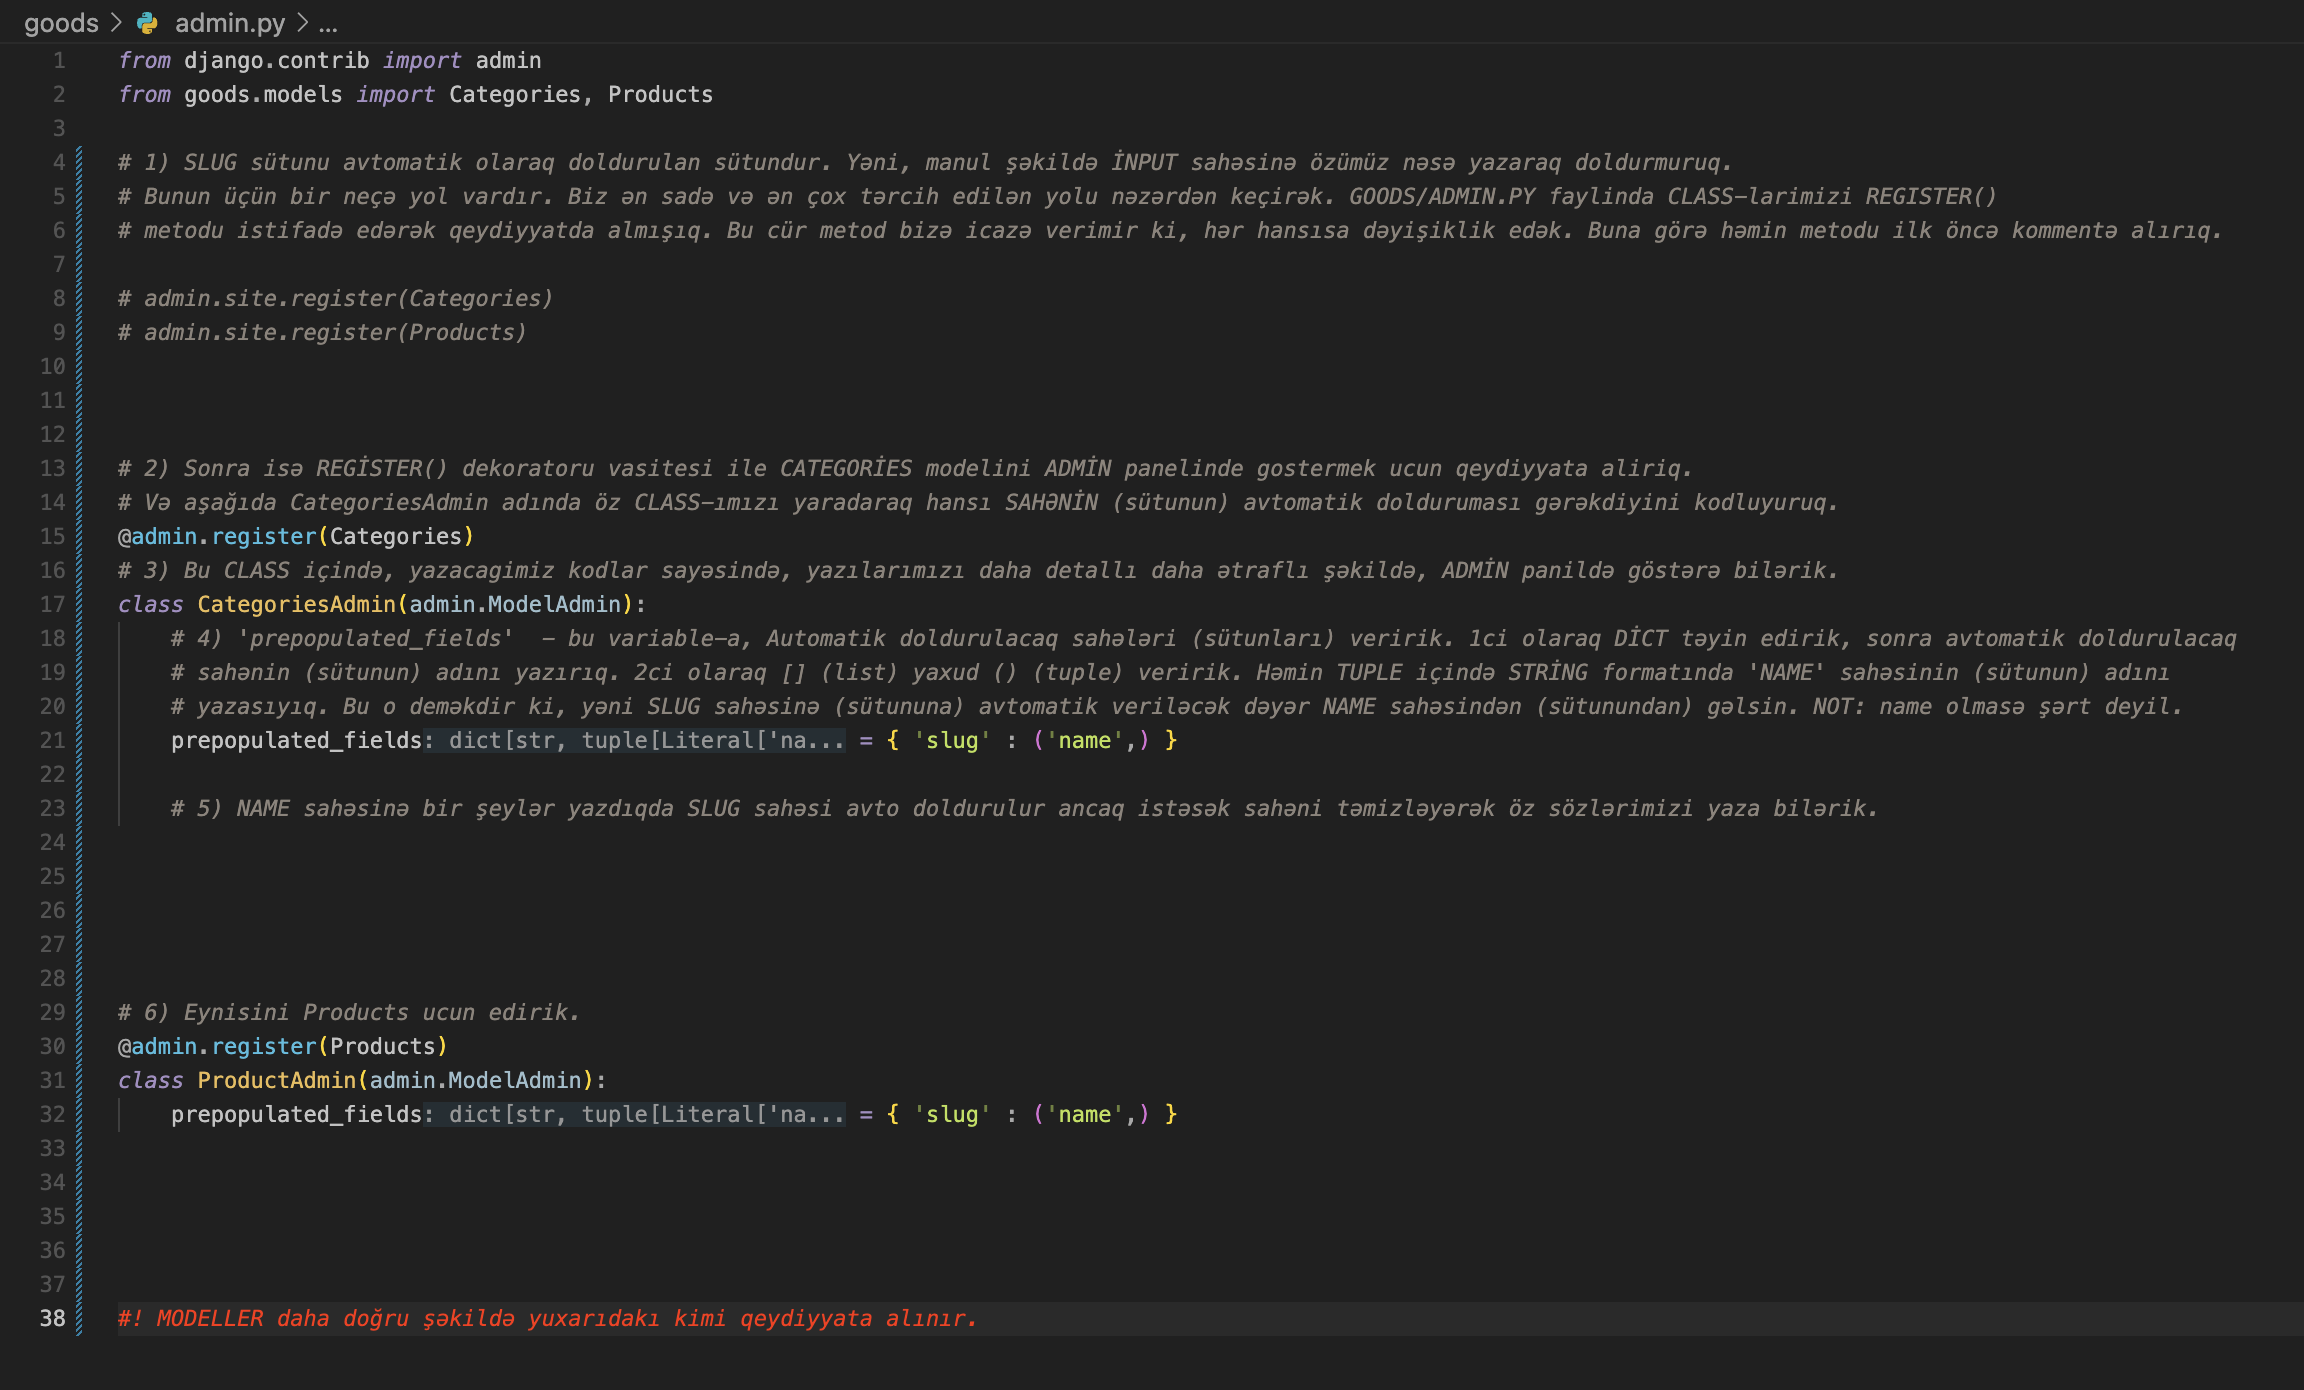 goods > admin.py > ...
1 from django.contrib import admin
2 from goods.models import Categories, Products
3
4 # 1) SLUG sütunu avtomatik olaraq doldurulan sütundur. Yəni, manul şəkildə İNPUT sahəsinə özümüz nəsə yazaraq doldurmuruq.
5 # Bunun üçün bir neçə yol vardır. Biz ən sadə və ən çox tərcih edilən yolu nəzərdən keçirək. GOODS/ADMIN.PY faylinda CLASS-larimizi REGISTER()
6 # metodu istifadə edərək qeydiyyatda almışıq. Bu cür metod bizə icazə verimir ki, hər hansısa dəyişiklik edək. Buna görə həmin metodu ilk öncə kommentə alırıq.
7
8 # admin.site.register(Categories)
9 # admin.site.register(Products)
10
11
12
13 # 2) Sonra isə REGİSTER() dekoratoru vasitesi ile CATEGORİES modelini ADMİN panelinde gostermek ucun qeydiyyata aliriq.
14 # Və aşağıda CategoriesAdmin adında öz CLASS-ımızı yaradaraq hansı SAHƏNİN (sütunun) avtomatik dolduruması gərəkdiyini kodluyuruq.
15 @admin.register(Categories)
16 # 3) Bu CLASS içində, yazacagimiz kodlar sayəsində, yazılarımızı daha detallı daha ətraflı şəkildə, ADMİN panildə göstərə bilərik.
17 class CategoriesAdmin(admin.ModelAdmin):
18 # 4) 'prepopulated_fields'  - bu variable-a, Automatik doldurulacaq sahələri (sütunları) veririk. 1ci olaraq DİCT təyin edirik, sonra avtomatik doldurulacaq
19 # sahənin (sütunun) adını yazırıq. 2ci olaraq [] (list) yaxud () (tuple) veririk. Həmin TUPLE içində STRİNG formatında 'NAME' sahəsinin (sütunun) adını
20 # yazasıyıq. Bu o deməkdir ki, yəni SLUG sahəsinə (sütununa) avtomatik veriləcək dəyər NAME sahəsindən (sütunundan) gəlsin. NOT: name olmasə şərt deyil.
21 prepopulated_fields: dict[str, tuple[Literal['na... = { 'slug' : ('name',) }
22
23 # 5) NAME sahəsinə bir şeylər yazdıqda SLUG sahəsi avto doldurulur ancaq istəsək sahəni təmizləyərək öz sözlərimizi yaza bilərik.
24
25
26
27
28
29 # 6) Eynisini Products ucun edirik.
30 @admin.register(Products)
31 class ProductAdmin(admin.ModelAdmin):
32 prepopulated_fields: dict[str, tuple[Literal['na... = { 'slug' : ('name',) }
33
34
35
36
37
38 #! MODELLER daha doğru şəkildə yuxarıdakı kimi qeydiyyata alınır.